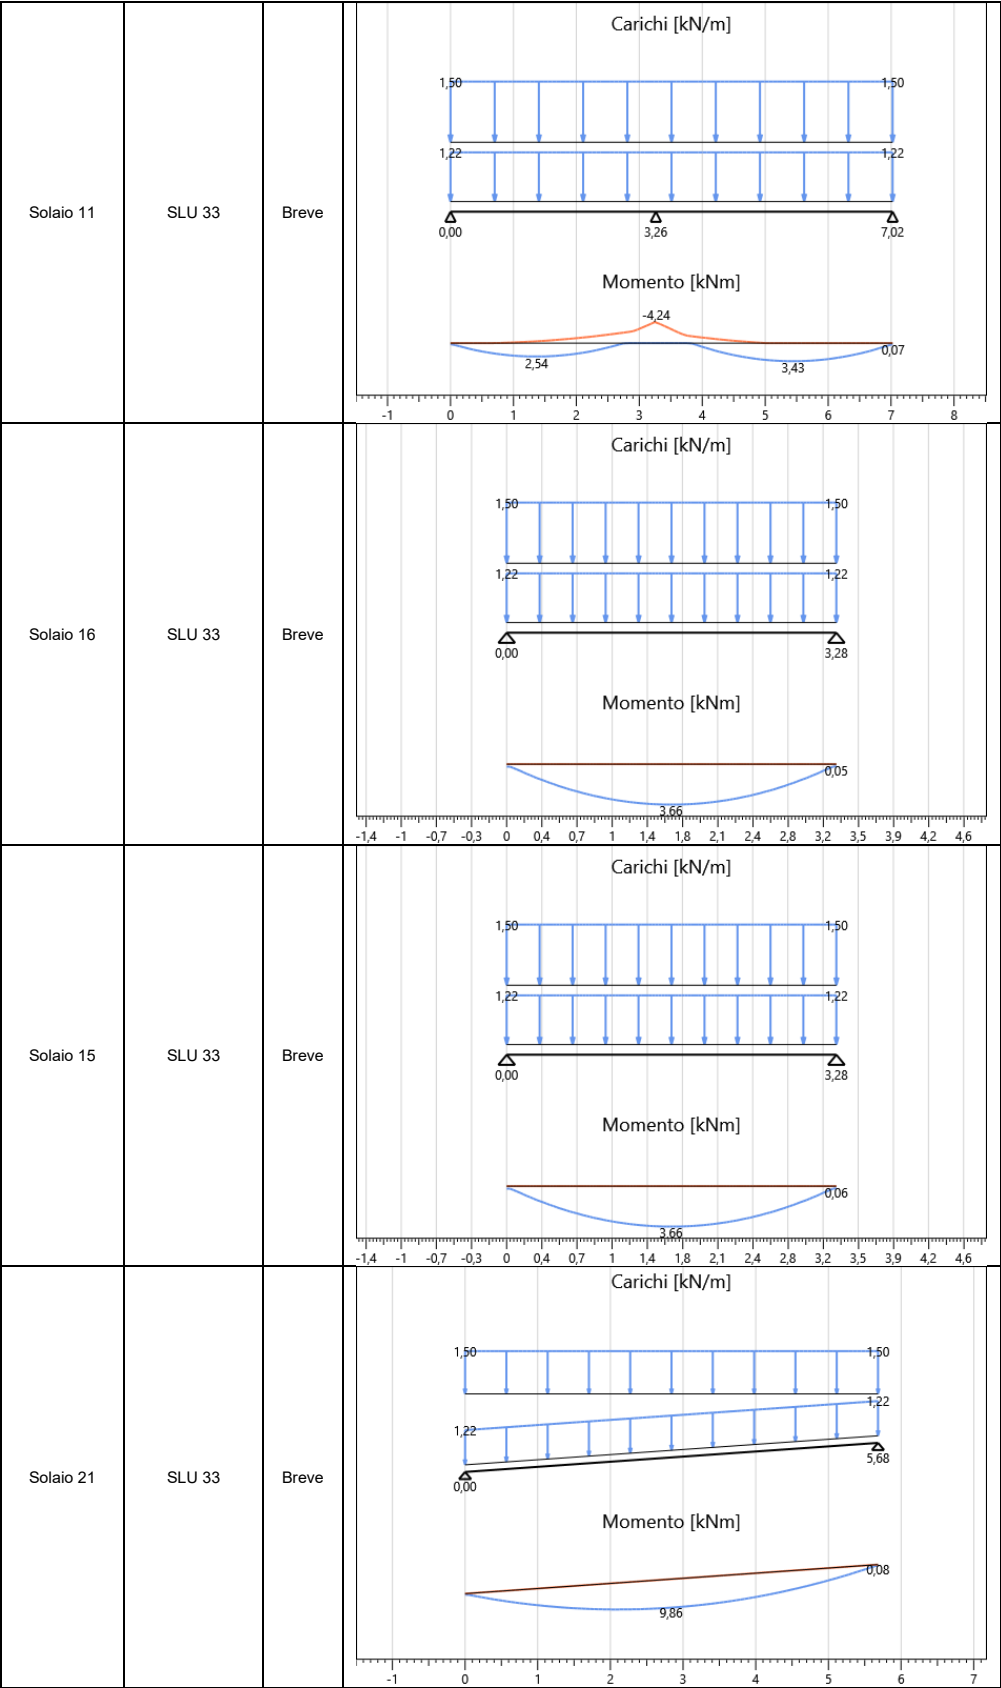 Solaio 11
SLU 33
Breve
Carichi [kN/m]
1,50 1,50
1,22 1,22
0,00 3,26 7,02
Momento [kNm]
-4,24
0,07
2,54 3,43
-1 0 1 2 3 4 5 6 7 8
Solaio 16
SLU 33
Breve
Carichi [kN/m]
1,50 1,50
1,22 1,22
0,00 3,28
Momento [kNm]
0,05
3,66
-1,4 -1 -0,7 -0,3 0 0,4 0,7 1 1,4 1,8 2,1 2,4 2,8 3,2 3,5 3,9 4,2 4,6
Solaio 15
SLU 33
Breve
Carichi [kN/m]
1,50 1,50
1,22 1,22
0,00 3,28
Momento [kNm]
0,06
3,66
-1,4 -1 -0,7 -0,3 0 0,4 0,7 1 1,4 1,8 2,1 2,4 2,8 3,2 3,5 3,9 4,2 4,6
Solaio 21
SLU 33
Breve
Carichi [kN/m]
1,50 1,50
1,22
1,22
5,68
0,00
Momento [kNm]
0,08
9,86
-1 0 1 2 3 4 5 6 7